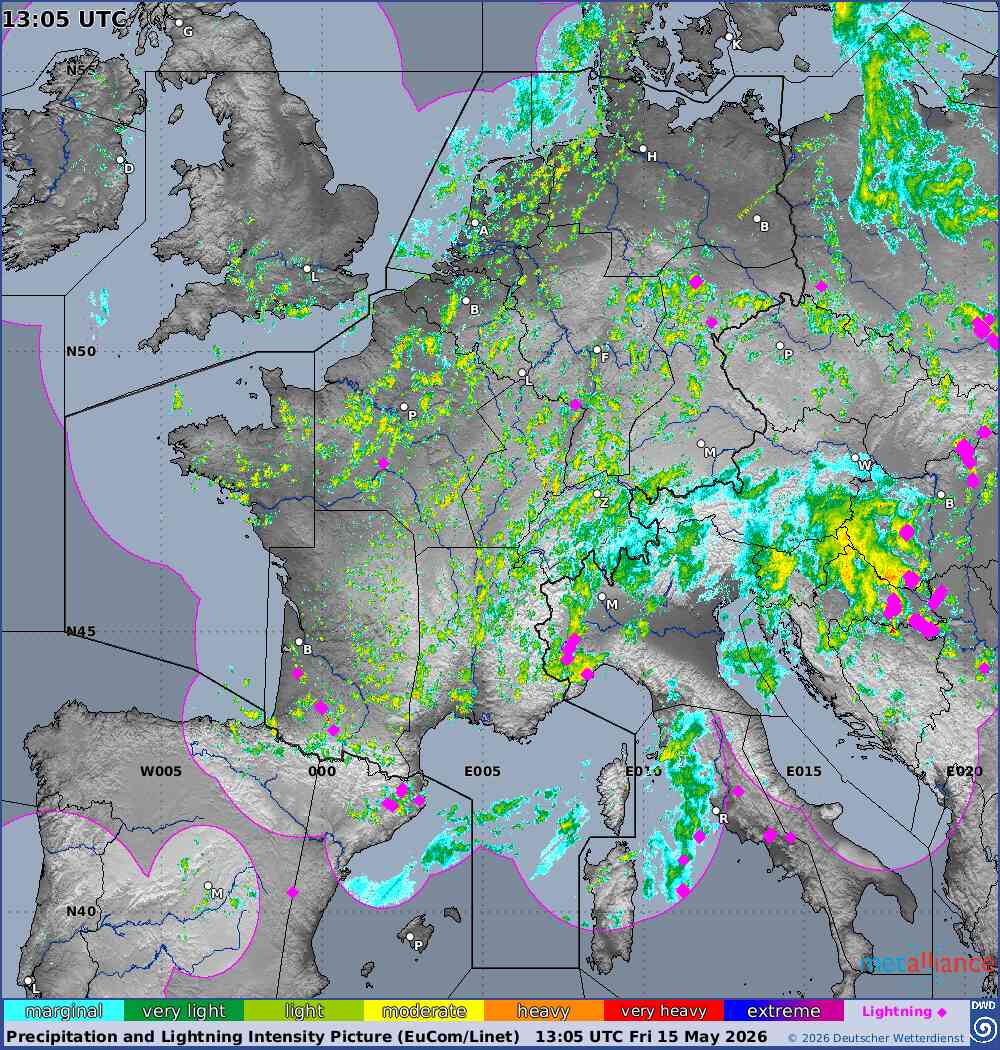 13:05 UTC
G
K
N55
D
H
A
B
L
B
N50
F
P
L
P
M
W
Z
B
M
N45
B
W005
000
E005
E010
E015
E020
R
M
N40
P
L
metalliance
marginal very light light moderate heavy very heavy extreme Lightning DWD
Precipitation and Lightning Intensity Picture (EuCom/Linet) 13:05 UTC Fri 15 May 2026 © 2026 Deutscher Wetterdienst